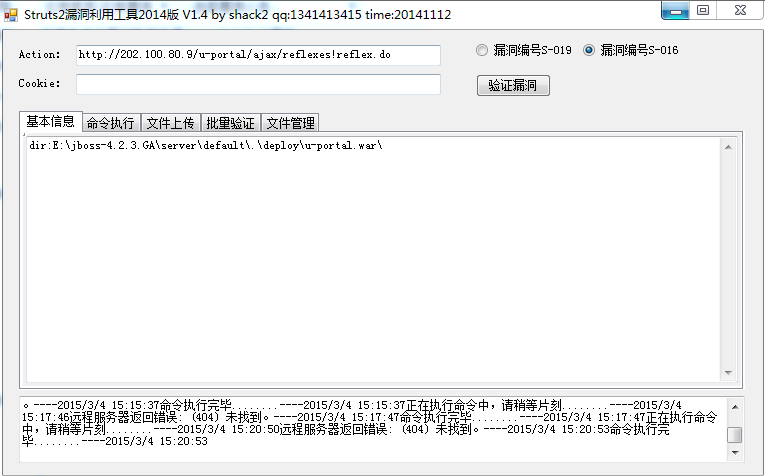 Struts2漏洞利用工具2014版 V1.4 by shack2 qq:1341413415 time:20141112
Action: http://202.100.80.9/u-portal/ajax/reflexes!reflex.do 漏洞编号S-019 漏洞编号S-016
Cookie: 验证漏洞
基本信息 命令执行 文件上传 批量验证 文件管理
dir:E:\jboss-4.2.3.GA\server\default\.\deploy\u-portal.war\
。----2015/3/4 15:15:37命令执行完毕........----2015/3/4 15:15:37正在执行命令中，请稍等片刻........----2015/3/4
15:17:46远程服务器返回错误: (404) 未找到。----2015/3/4 15:17:47命令执行完毕........----2015/3/4 15:17:47正在执行命令
中，请稍等片刻........----2015/3/4 15:20:50远程服务器返回错误: (404) 未找到。----2015/3/4 15:20:53命令执行完
毕........----2015/3/4 15:20:53